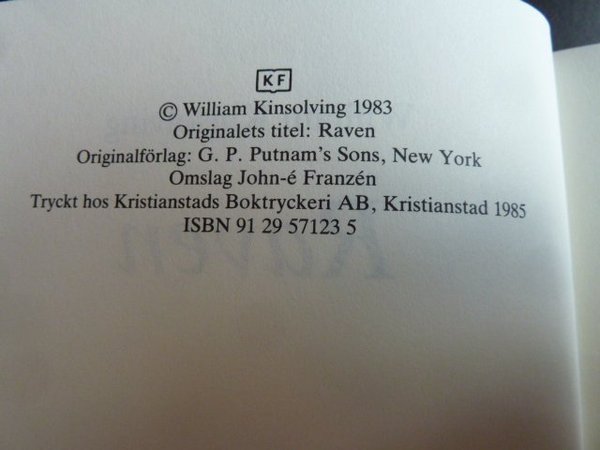 KF
© William Kinsolving 1983
Originalets titel: Raven
Originalförlag: G. P. Putnam's Sons, New York
Omslag John-é Franzén
Tryckt hos Kristianstads Boktryckeri AB, Kristianstad 1985
ISBN 91 29 57123 5
Raven